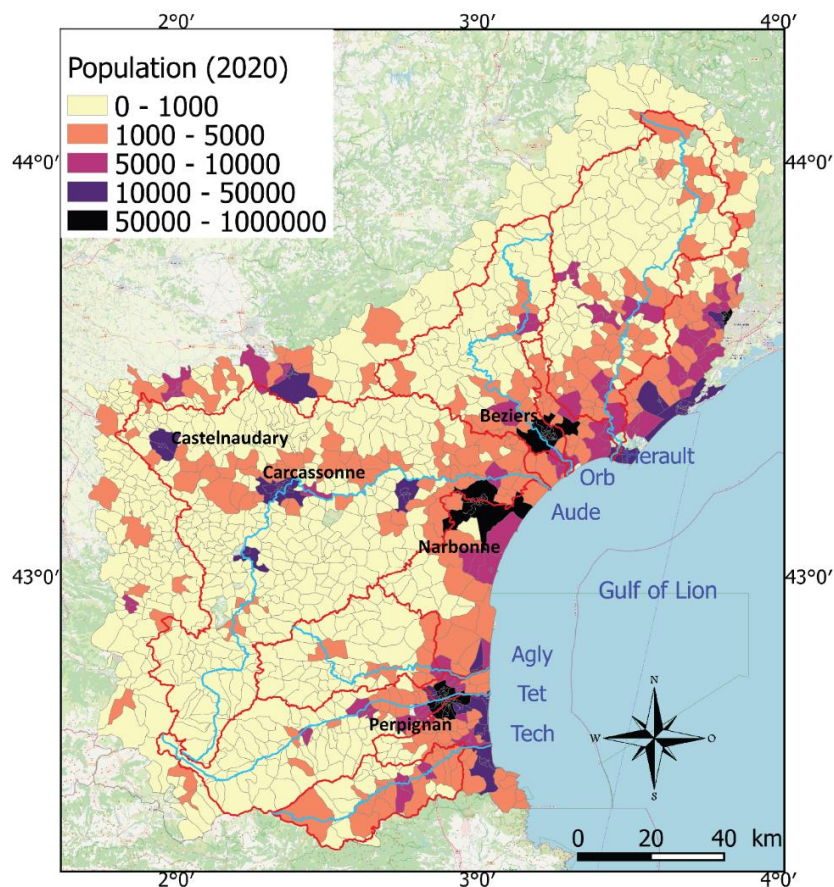 2°0′ 3°0′ 4°0′
Population (2020)
0 - 1000
1000 - 5000
5000 - 10000
10000 - 50000
50000 - 1000000
44°0′ 44°0′
Beziers
Castelnaudary
Carcassonne
Herault
Orb
Aude
Narbonne
43°0′ 43°0′
Gulf of Lion
Agly
Tet
Perpignan
Tech
N
W O
S
0 20 40 km
2°0′ 3°0′ 4°0′